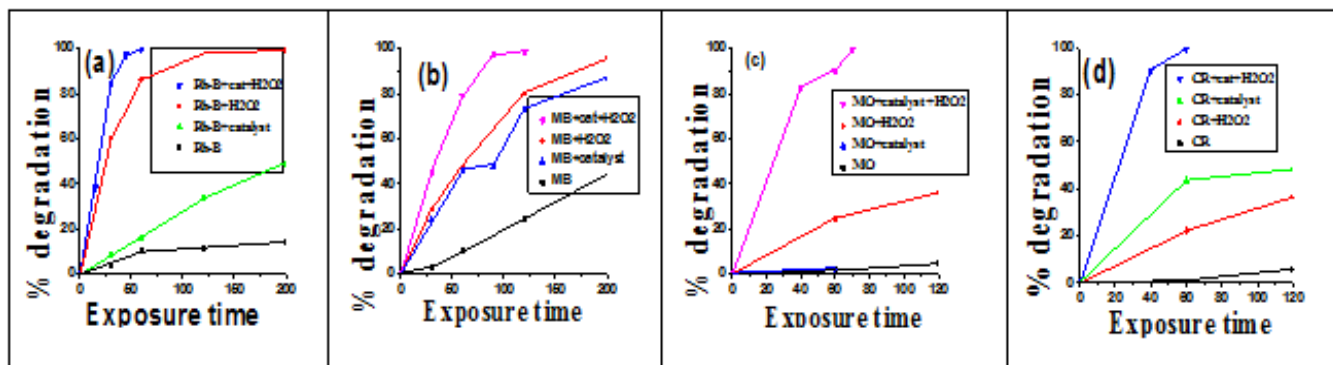 (a)
% degradation
100
80
60
40
20
0
Rh-B+cat+H2O2
Rh-B+H2O2
Rh-B+catalyst
Rh-B
0 50 100 150 200
Exposure time
(b)
% degradation
100
80
60
40
20
0
MB+cat+H2O2
MB+H2O2
MB+catalyst
MB
0 50 100 150 200
Exposure time
(c)
% degradation
100
80
60
40
20
0
MO+catalyst+H2O2
MO+H2O2
MO+catalyst
MO
0 20 40 60 80 100 120
Exposure time
(d)
% degradation
100
80
60
40
20
0
CR+cat+H2O2
CR+catalyst
CR+H2O2
CR
0 20 40 60 80 100 120
Exposure time